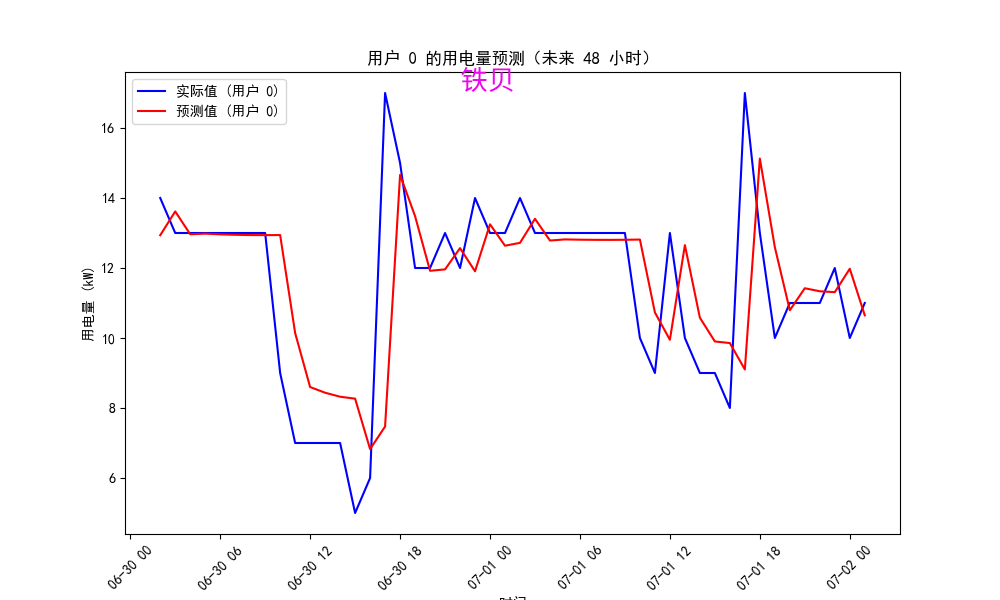 用户 0 的用电量预测（未来 48 小时）
铁贝
实际值 (用户 0)
预测值 (用户 0)
用电量 (kW)
16
14
12
10
8
6
06-30 00
06-30 06
06-30 12
06-30 18
07-01 00
07-01 06
07-01 12
07-01 18
07-02 00
时间